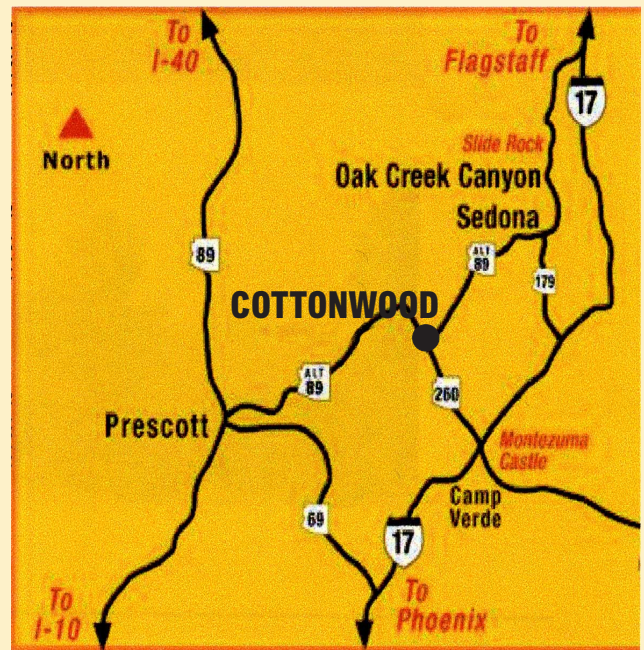 To
I-40
To
Flagstaff
17
North
Slide Rock
Oak Creek Canyon
Sedona
89
ALT
89
179
COTTONWOOD
ALT
89
260
Prescott
Montezuma
Castle
Camp
Verde
69
17
To
I-10
To
Phoenix